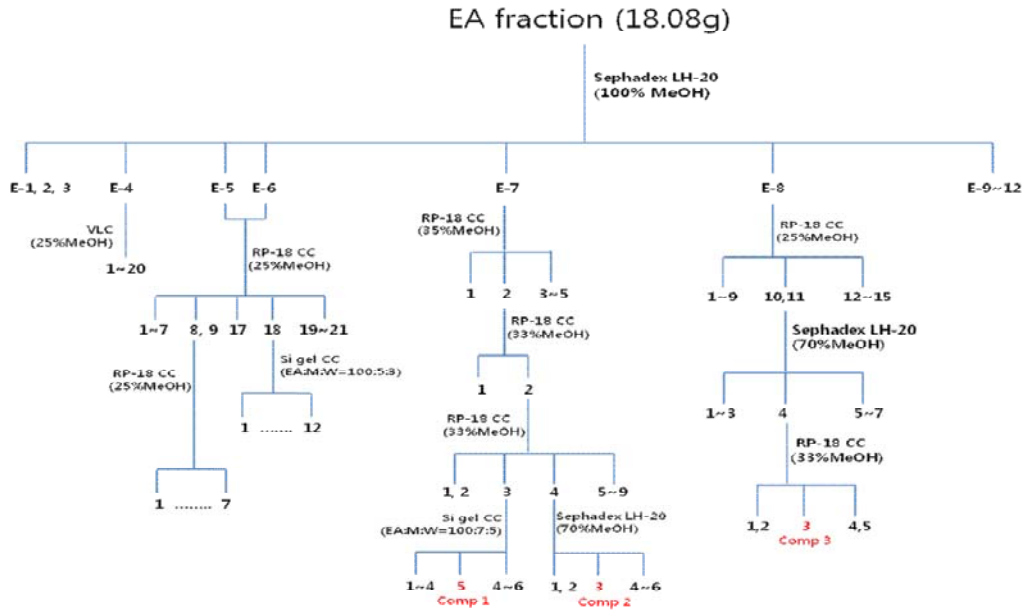 EA fraction (18.08g)
Sephadex LH-20
(100% MeOH)
E-1, 2, 3 E-4 E-5 E-6 E-7 E-8 E-9~12
VLC
(25%MeOH)
1~20
RP-18 CC
(25%MeOH)
RP-18 CC
(35%MeOH)
RP-18 CC
(25%MeOH)
1~7 8, 9 17 18 19~21
1 2 3~5
1~9 10,11 12~15
RP-18 CC
(25%MeOH)
Si gel CC
(EA:M:W=100:5:3)
RP-18 CC
(33%MeOH)
Sephadex LH-20
(70%MeOH)
1 ....... 12
1 2
1~3 4 5~7
1 ........ 7
RP-18 CC
(33%MeOH)
RP-18 CC
(33%MeOH)
1, 2 3 4 5~9
Si gel CC
(EA:M:W=100:7:5)
Sephadex LH-20
(70%MeOH)
1,2 3 4,5
Comp 3
1~4 5 4~6
Comp 1
1, 2 3 4~6
Comp 2